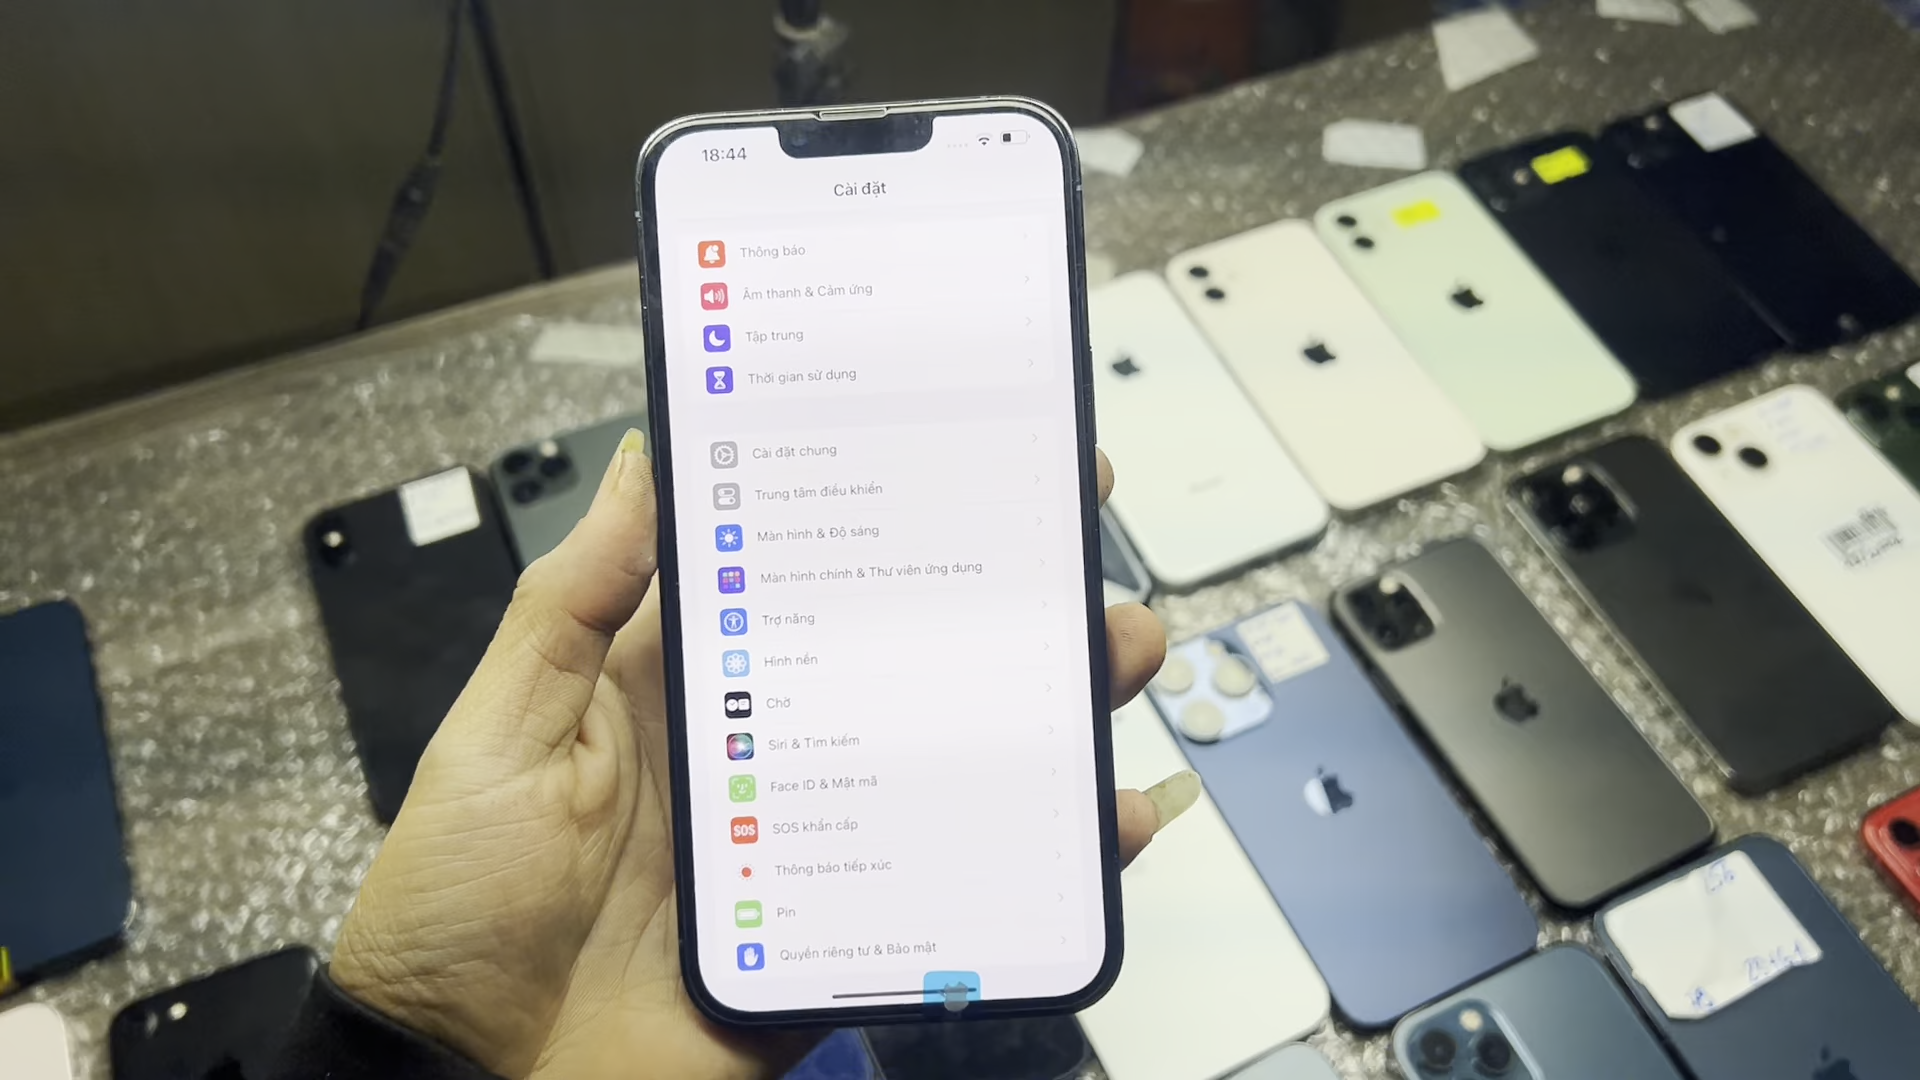 18:44
Cài đặt
Thông báo
Âm thanh & Cảm ứng
Tập trung
Thời gian sử dụng
Cài đặt chung
Trung tâm điều khiển
Màn hình & Độ sáng
Màn hình chính & Thư viện ứng dụng
Trợ năng
Hình nền
Chờ
Siri & Tìm kiếm
Face ID & Mật mã
SOS
SOS khẩn cấp
Thông báo tiếp xúc
Pin
Quyền riêng tư & Bảo mật